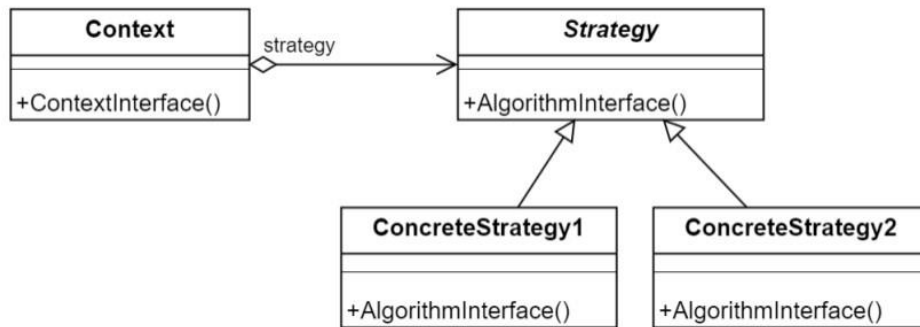 Context
strategy
Strategy
+ContextInterface()
+AlgorithmInterface()
ConcreteStrategy1
ConcreteStrategy2
+AlgorithmInterface()
+AlgorithmInterface()